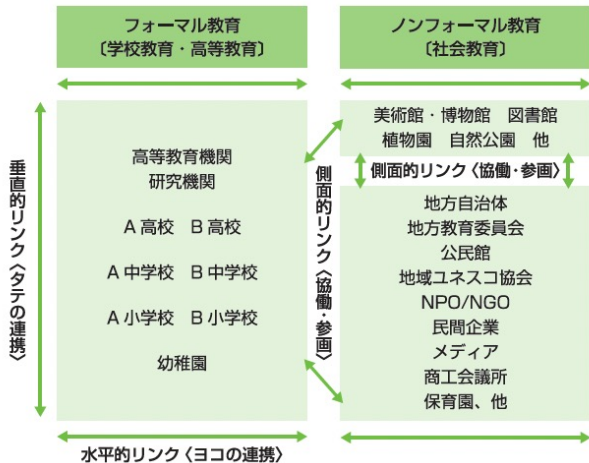 フォーマル教育
〔学校教育・高等教育〕
ノンフォーマル教育
〔社会教育〕
垂直的リンク〈タテの連携〉
高等教育機関
研究機関
A 高校　B 高校
A 中学校　B 中学校
A 小学校　B 小学校
幼稚園
水平的リンク〈ヨコの連携〉
側面的リンク〈協働・参画〉
美術館・博物館　図書館
植物園　自然公園　他
側面的リンク〈協働・参画〉
地方自治体
地方教育委員会
公民館
地域ユネスコ協会
NPO/NGO
民間企業
メディア
商工会議所
保育園、他